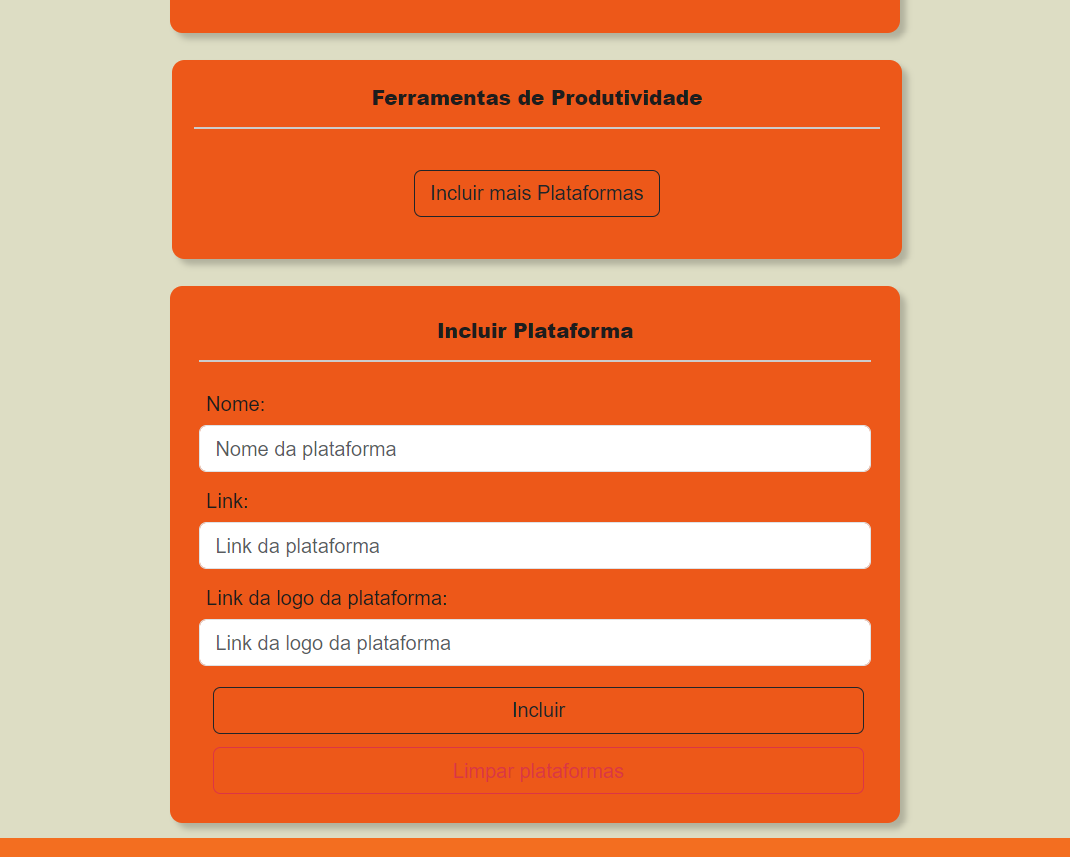 Ferramentas de Produtividade
Incluir mais Plataformas
Incluir Plataforma
Nome:
Nome da plataforma
Link:
Link da plataforma
Link da logo da plataforma:
Link da logo da plataforma
Incluir
Limpar plataformas